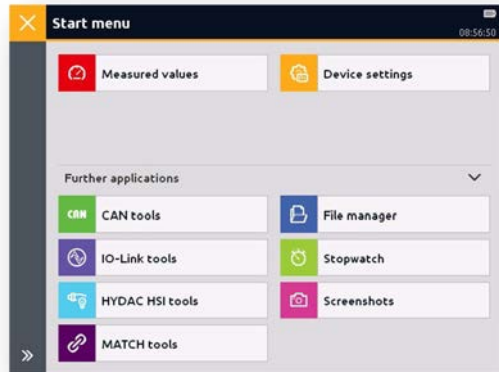 Start menu
08:56:50
Measured values
Device settings
Further applications
CAN CAN tools
File manager
IO-Link tools
Stopwatch
HYDAC HSI tools
Screenshots
MATCH tools